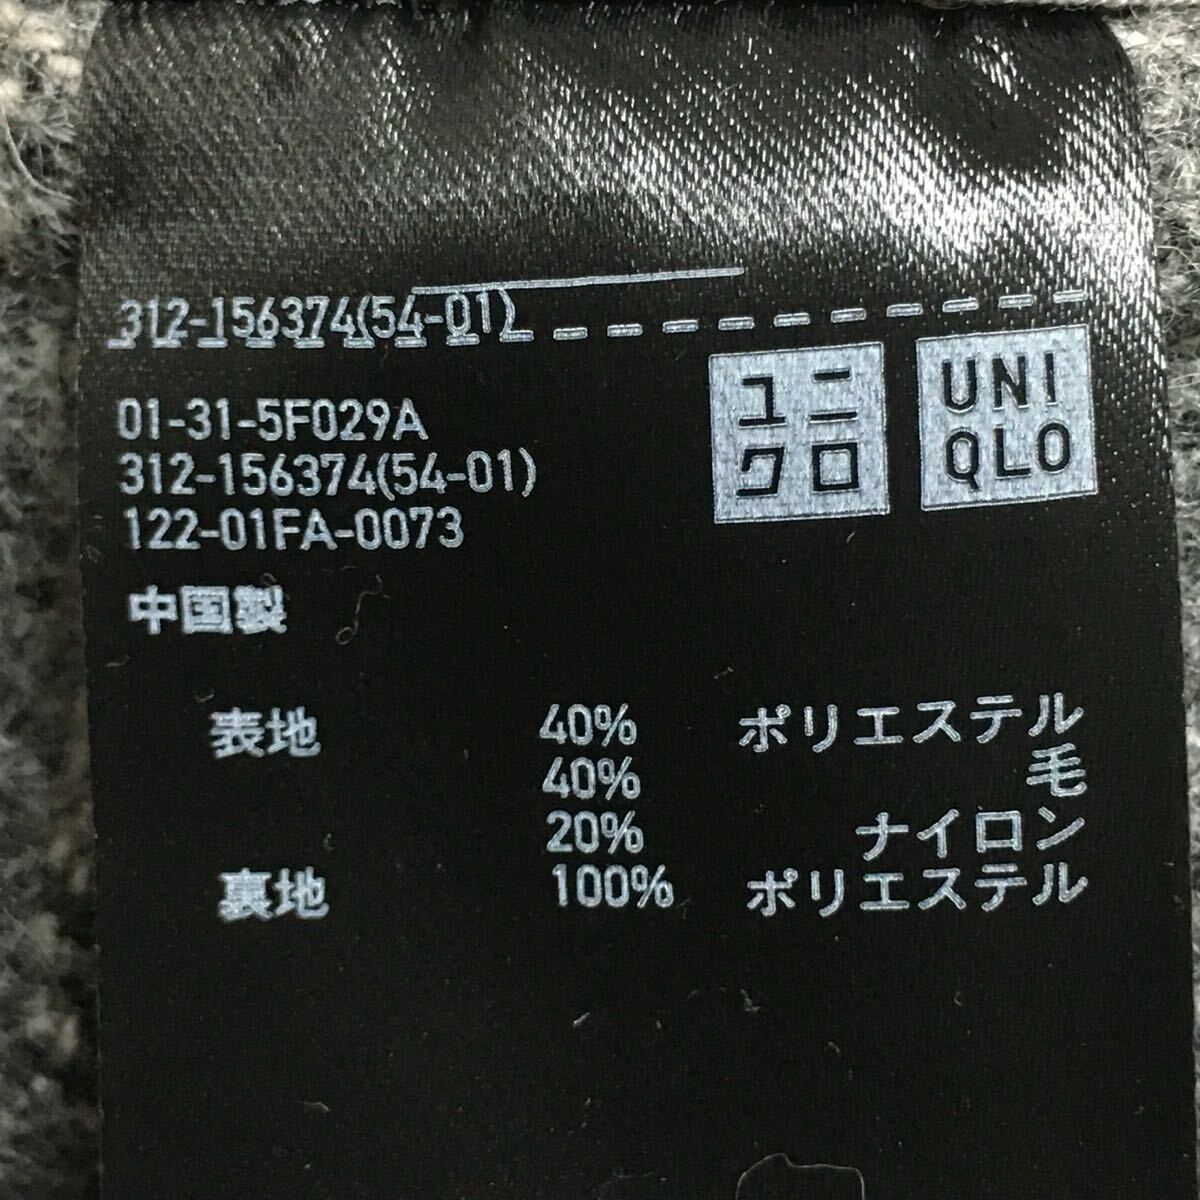 312-156374(54-01)
ユニ
クロ
UNI
QLO
01-31-5F029A
312-156374(54-01)
122-01FA-0073
中国製
表地 40% ポリエステル
40% 毛
20% ナイロン
裏地 100% ポリエステル